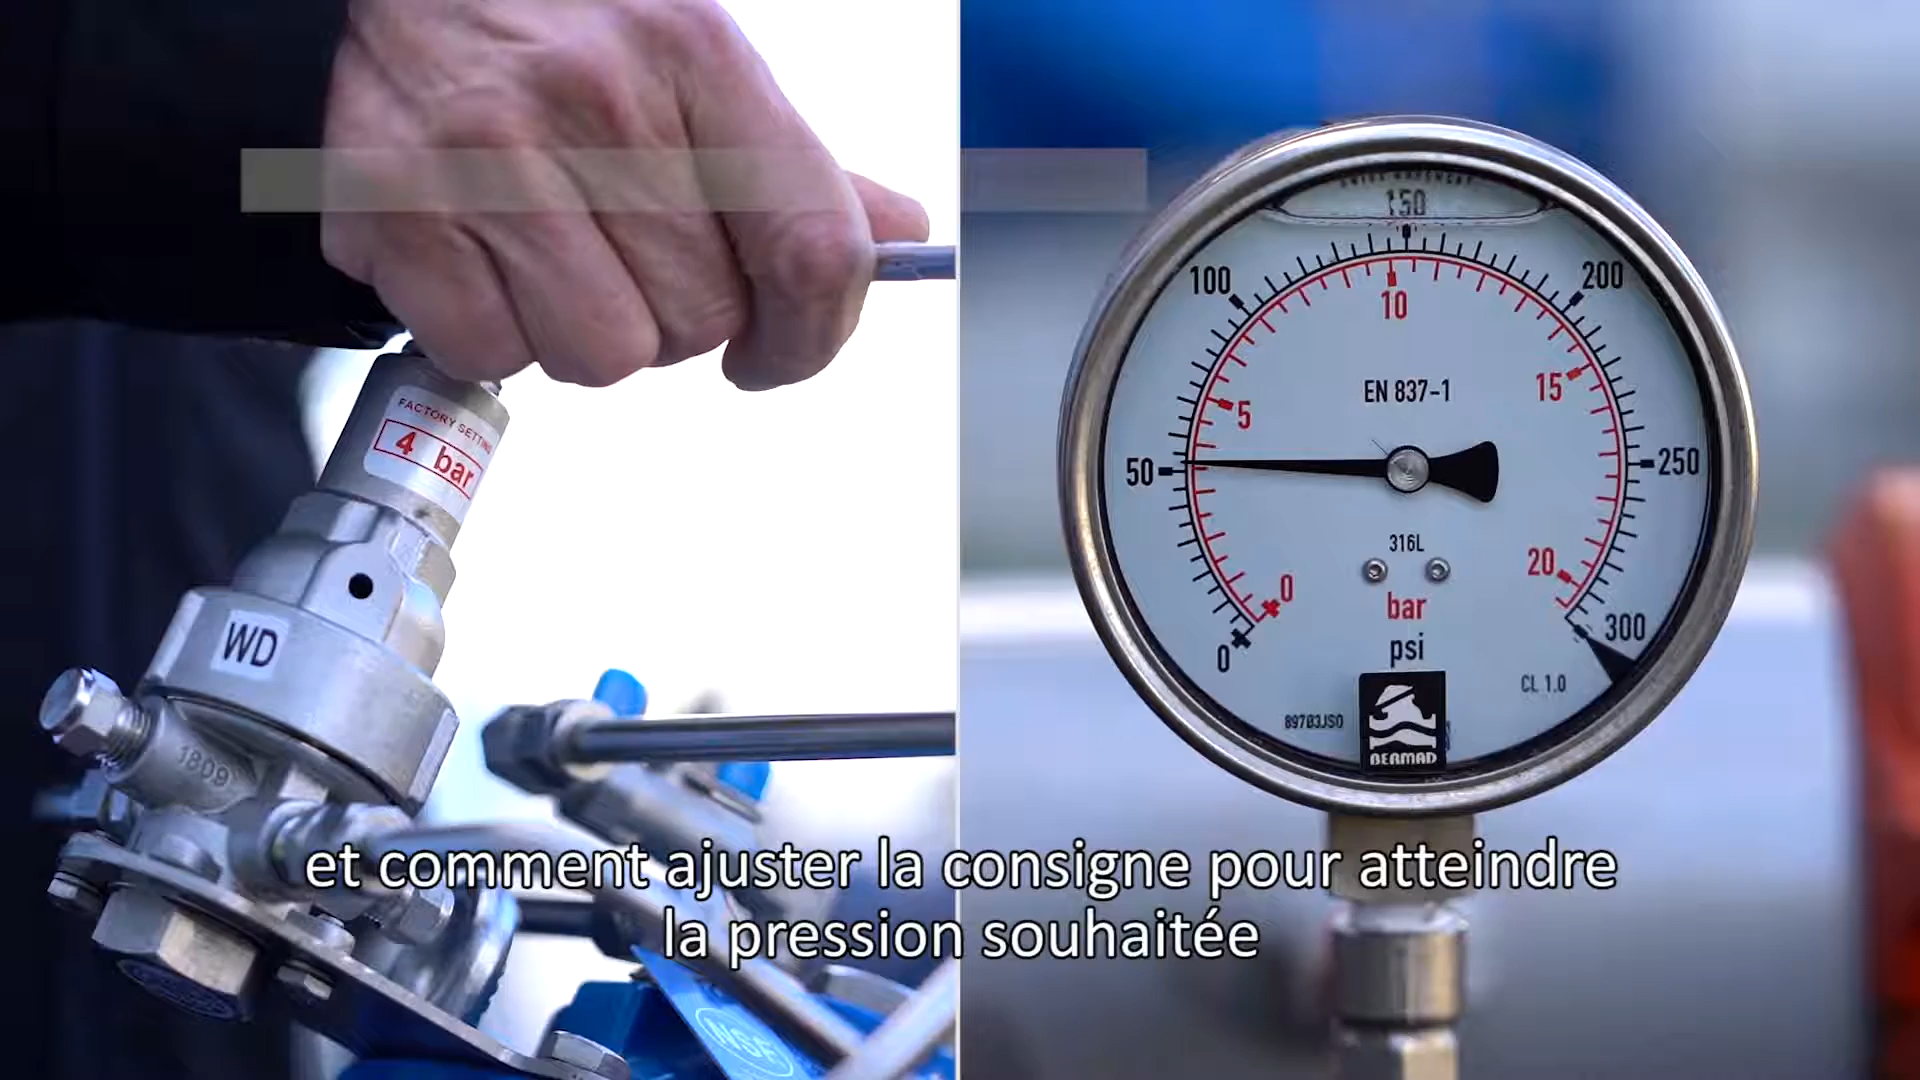 FACTORY SETTING
4 bar
WD
1809
NSF
150
100
200
10
EN 837-1
5
15
50
250
316L
20
0
bar
300
psi
0
CL 1.0
89703JS0
BERMAD
et comment ajuster la consigne pour atteindre
la pression souhaitée